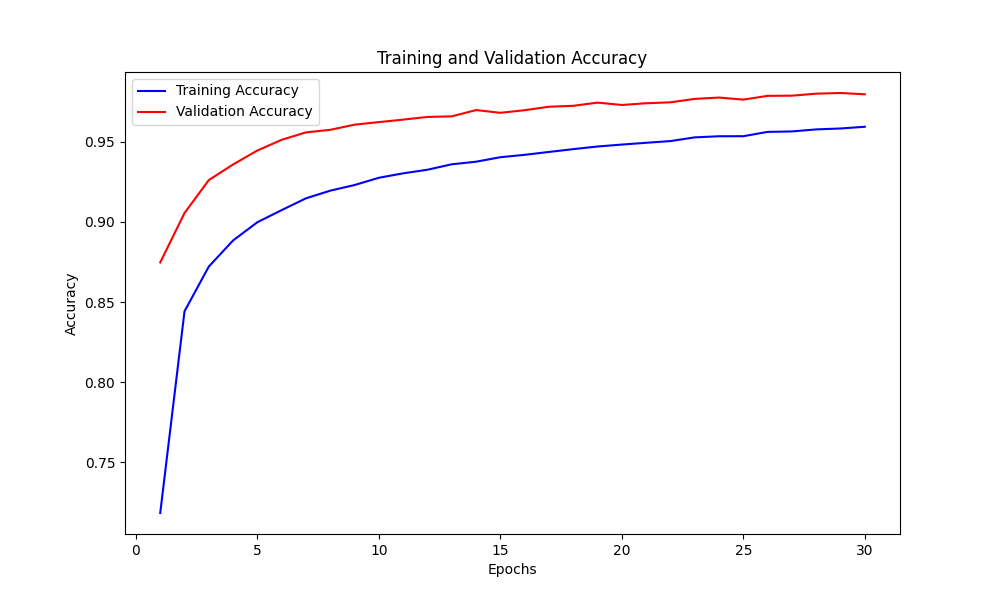 Training and Validation Accuracy
Training Accuracy
Validation Accuracy
0.95
0.90
0.85
0.80
0.75
Accuracy
0 5 10 15 20 25 30
Epochs